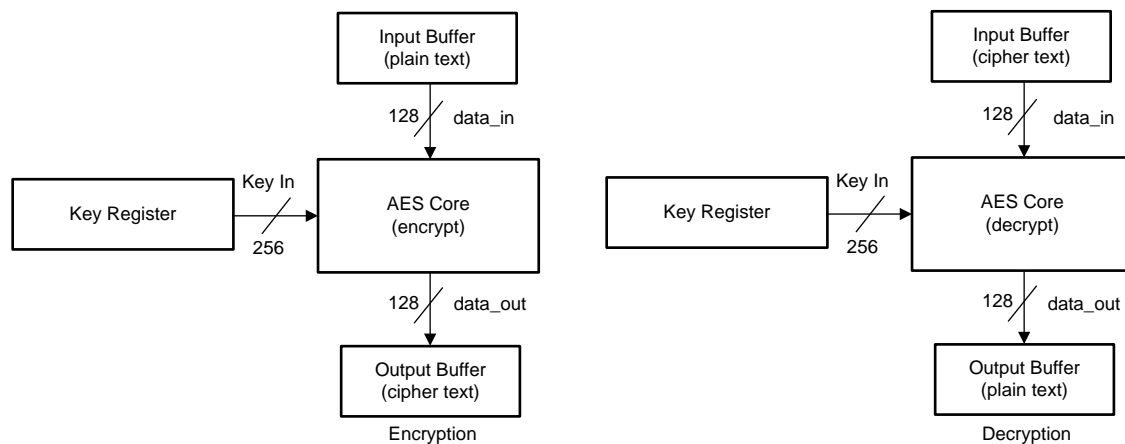 Input Buffer
(plain text)
128
data_in
Key Register
Key In
256
AES Core
(encrypt)
128
data_out
Output Buffer
(cipher text)
Encryption
Input Buffer
(cipher text)
128
data_in
Key Register
Key In
256
AES Core
(decrypt)
128
data_out
Output Buffer
(plain text)
Decryption